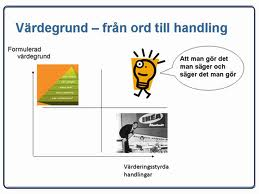 Värdegrund – från ord till handling
Formulerad
värdegrund
Att man gör det
man säger och
säger det man gör
IKEA
Värderingsstyrda
handlingar